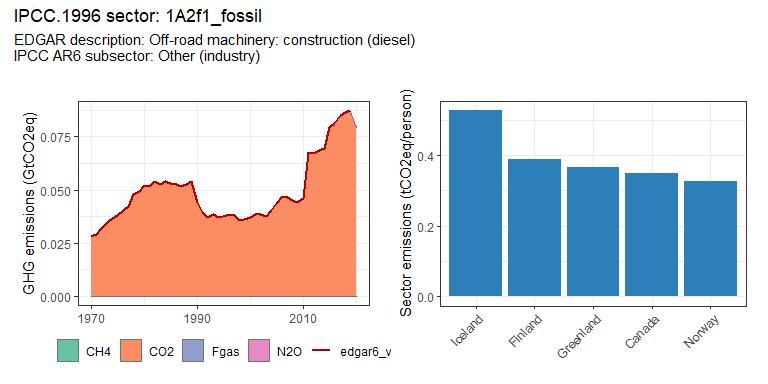 IPCC.1996 sector: 1A2f1_fossil
EDGAR description: Off-road machinery: construction (diesel)
IPCC AR6 subsector: Other (industry)
GHG emissions (GtCO2eq)
0.075
0.050
0.025
0.000
1970 1990 2010
CH4 CO2 Fgas N2O edgar6_v
Sector emissions (tCO2eq/person)
0.4
0.2
0.0
Iceland Finland Greenland Canada Norway